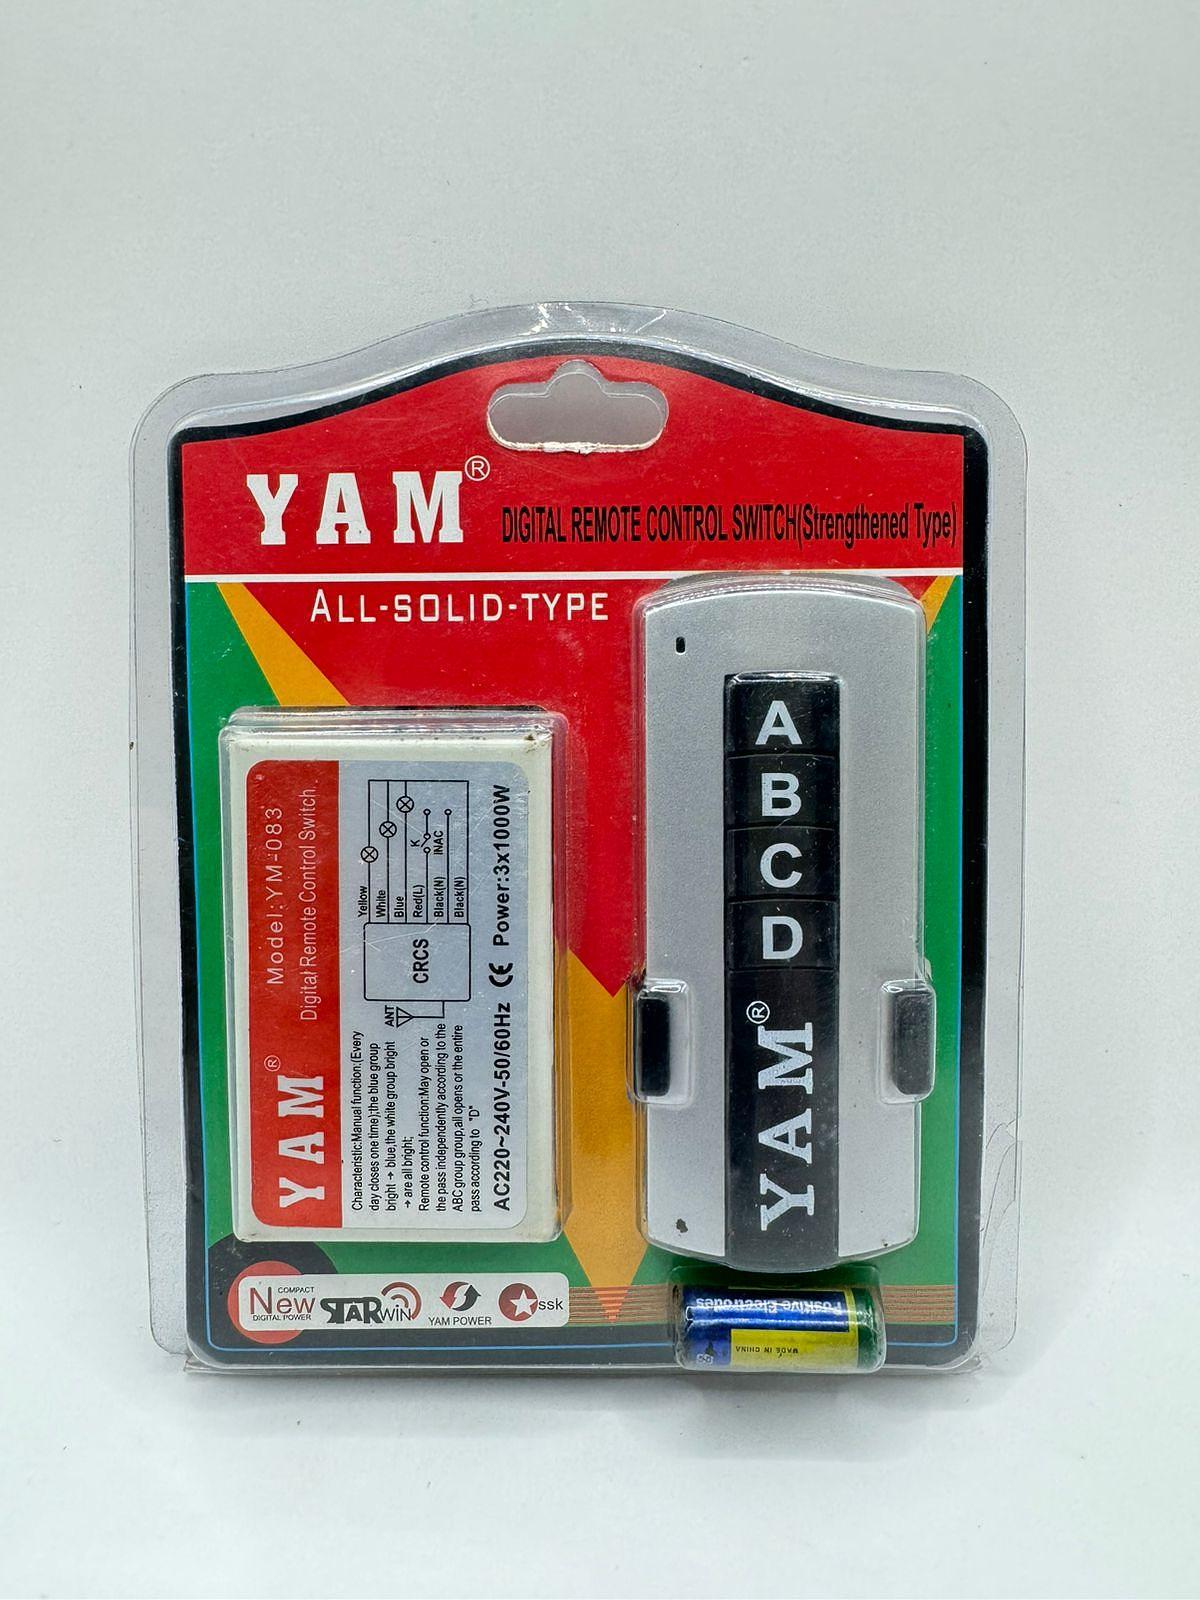 YAM®
DIGITAL REMOTE CONTROL SWITCH(Strengthened Type)
ALL-SOLID-TYPE
YAM®
Model:YM-083
Digital Remote Control Switch.
Characteristic:Manual function:(Every
day closes one time);the blue group
bright → blue,the white group bright
→ are all bright;
Remote control function:May open or
the pass independently according to the
ABC group group,all opens or the entire
pass according to "D"
ANT
CRCS
Yellow
White
Blue
Red(L)
Black(N)
Black(N)
K
INAC
AC220~240V-50/60Hz CE Power:3x1000W
A
B
C
D
YAM®
COMPACT
New
DIGITAL POWER
STARWIN
YAM POWER
ssk
Positive Electrodes
MADE IN CHINA